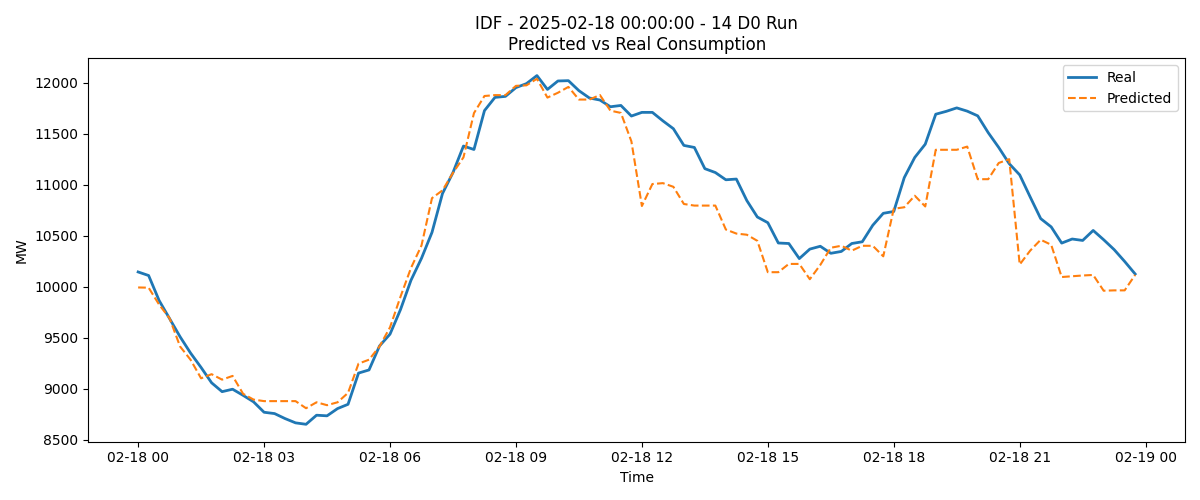 IDF - 2025-02-18 00:00:00 - 14 D0 Run
Predicted vs Real Consumption
Real
Predicted
MW
12000
11500
11000
10500
10000
9500
9000
8500
02-18 00
02-18 03
02-18 06
02-18 09
02-18 12
02-18 15
02-18 18
02-18 21
02-19 00
Time